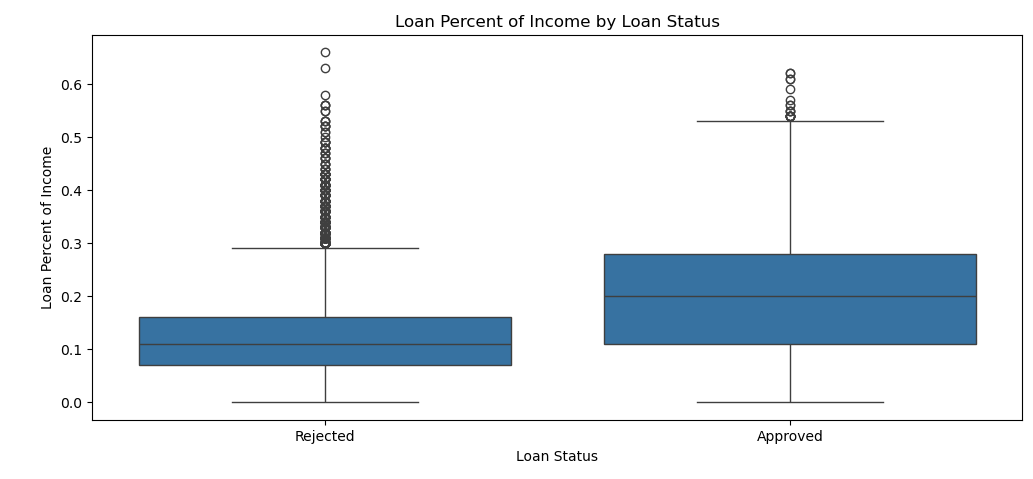 Loan Percent of Income by Loan Status
Loan Percent of Income
0.6
0.5
0.4
0.3
0.2
0.1
0.0
Rejected
Approved
Loan Status